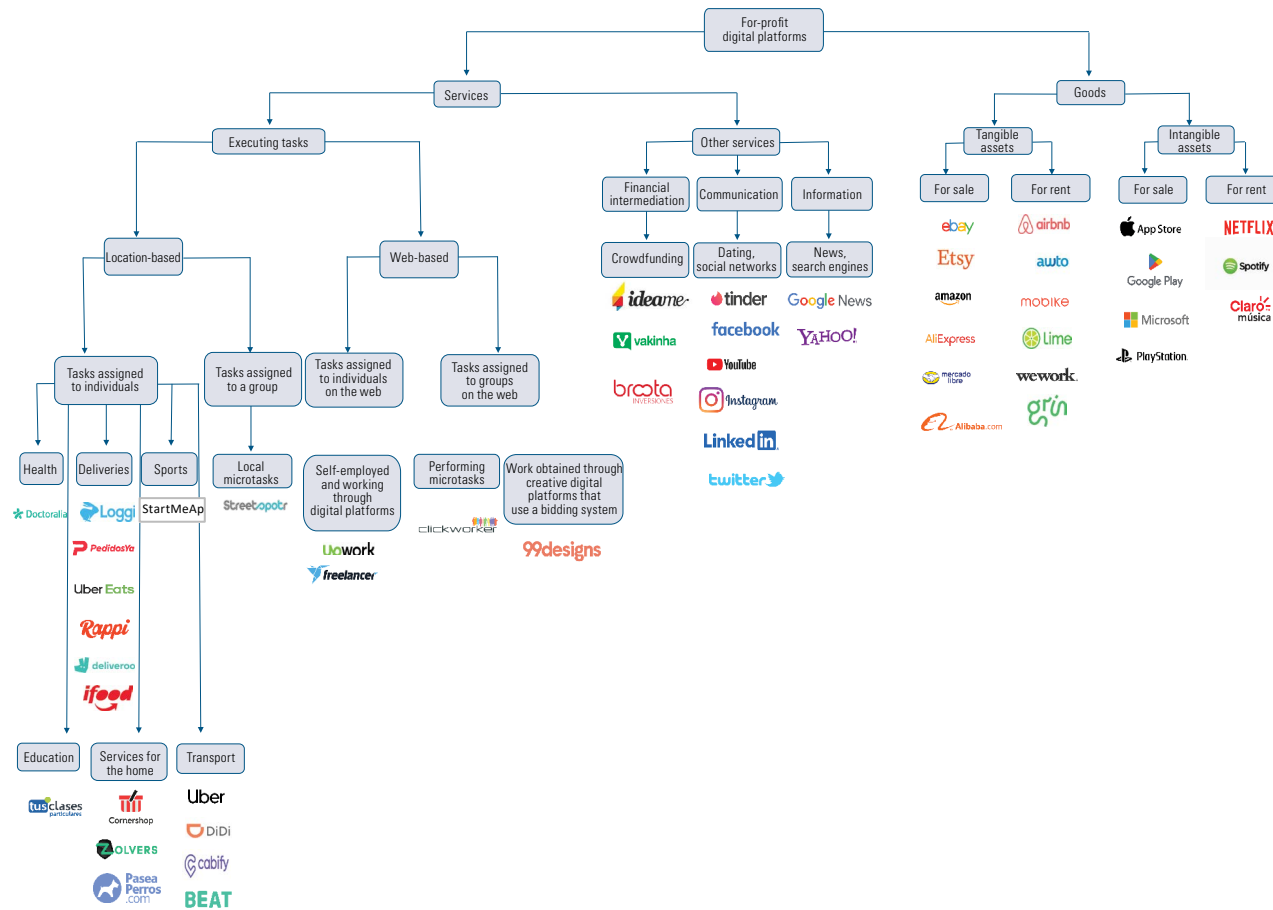 For-profit
digital platforms
Services
Goods
Executing tasks
Other services
Tangible
assets
Intangible
assets
Financial
intermediation
Communication
Information
For sale
For rent
For sale
For rent
Location-based
Web-based
Crowdfunding
Dating,
social networks
News,
search engines
ebay
airbnb
App Store
NETFLIX
Etsy
awto
Google Play
Spotify
ideame
tinder
Google News
amazon
mobike
Microsoft
Claro
música
vakinha
facebook
YAHOO!
AliExpress
Lime
PlayStation
YouTube
broota
INVERSIONES
Instagram
mercado
libre
wework
LinkedIn
Alibaba.com
grin
twitter
Tasks assigned
to individuals
Tasks assigned
to a group
Tasks assigned
to individuals
on the web
Tasks assigned
to groups
on the web
Health
Deliveries
Sports
Local
microtasks
Self-employed
and working
through
digital platforms
Performing
microtasks
Work obtained through
creative digital
platforms that
use a bidding system
Doctoralia
Loggi
StartMeAp
Streetspotr
clickworker
99designs
PedidosYa
UpWork
freelancer
Uber Eats
Rappi
deliveroo
ifood
Education
Services for
the home
Transport
tusclases
particulares
Cornershop
Uber
DiDi
ZOLVERS
cabify
Pasea
Perros
.com
BEAT